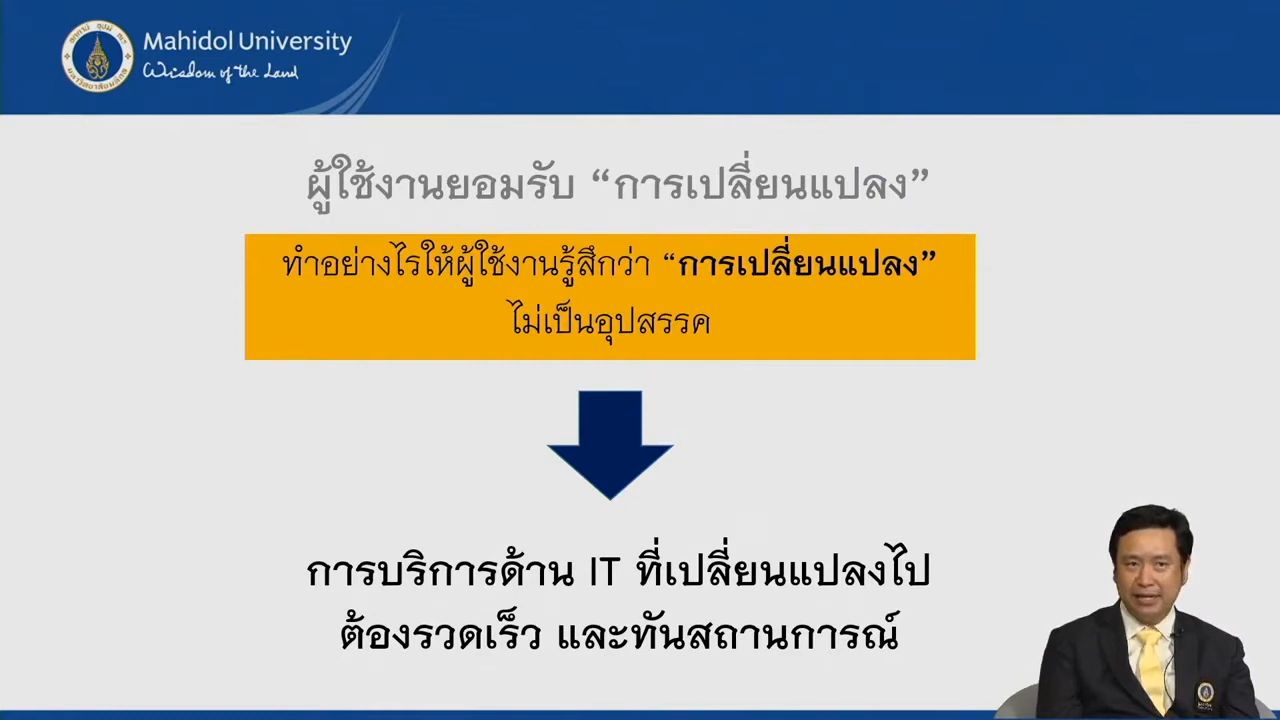 Mahidol University
Wisdom of the Land
ผู้ใช้งานยอมรับ “การเปลี่ยนแปลง”
ทำอย่างไรให้ผู้ใช้งานรู้สึกว่า “การเปลี่ยนแปลง”
ไม่เป็นอุปสรรค
การบริการด้าน IT ที่เปลี่ยนแปลงไป
ต้องรวดเร็ว และทันสถานการณ์